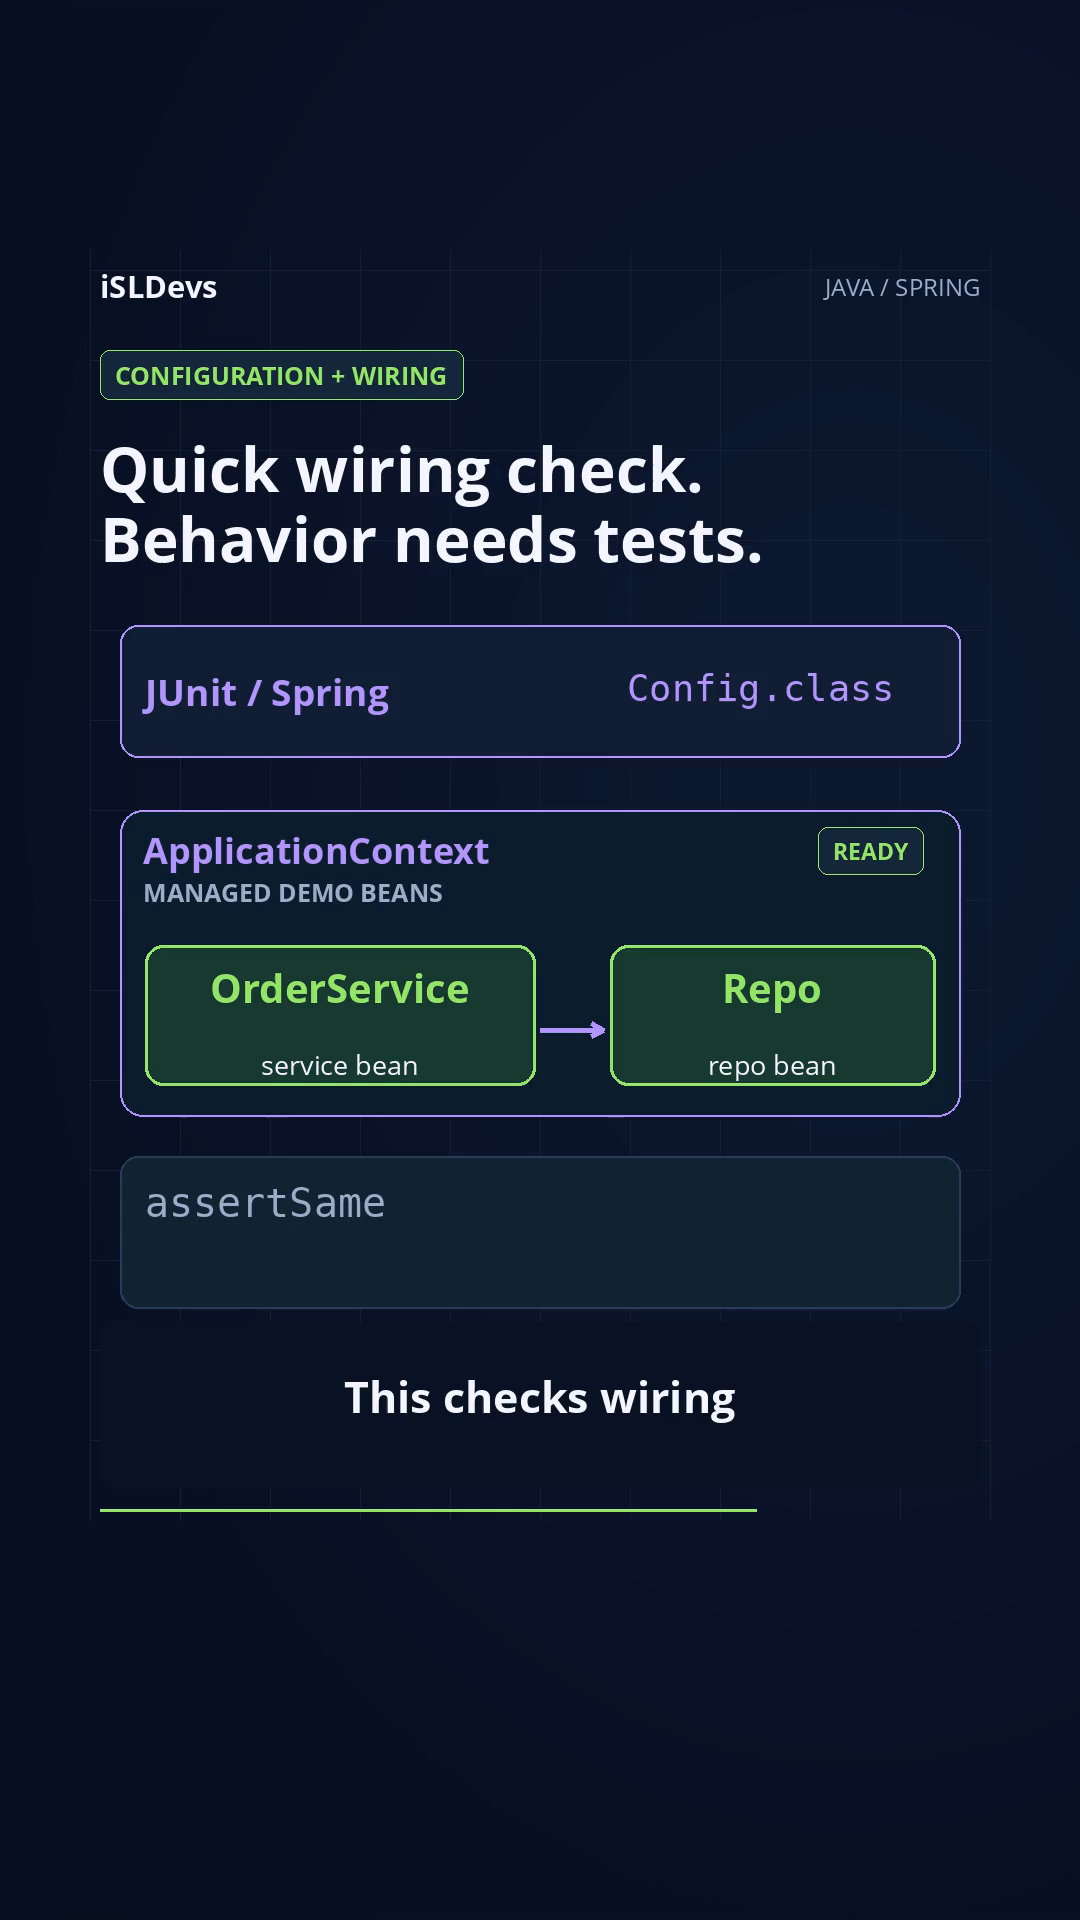 iSLDevs
JAVA / SPRING
CONFIGURATION + WIRING
Quick wiring check.
Behavior needs tests.
JUnit / Spring
Config.class
ApplicationContext
READY
MANAGED DEMO BEANS
OrderService
Repo
service bean
repo bean
assertSame
This checks wiring